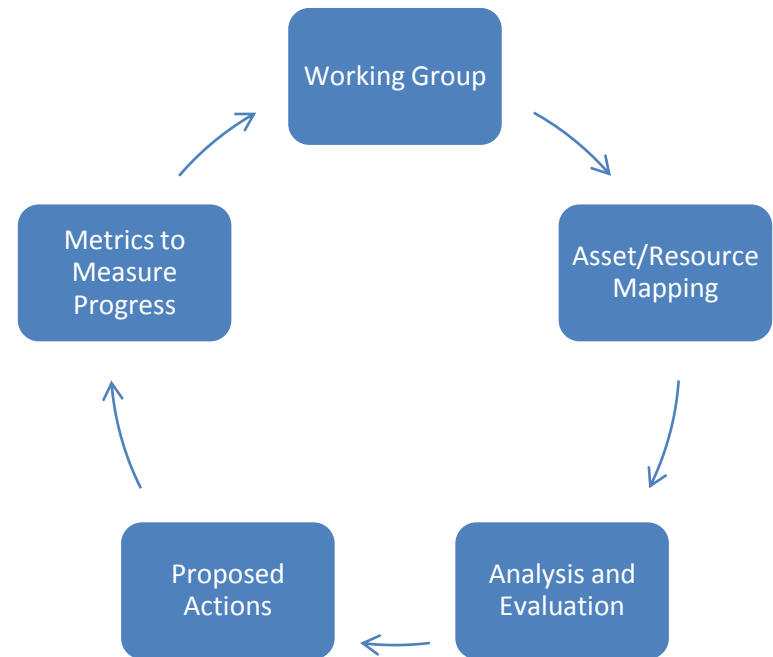 Working Group
Asset/Resource
Mapping
Analysis and
Evaluation
Proposed
Actions
Metrics to
Measure
Progress